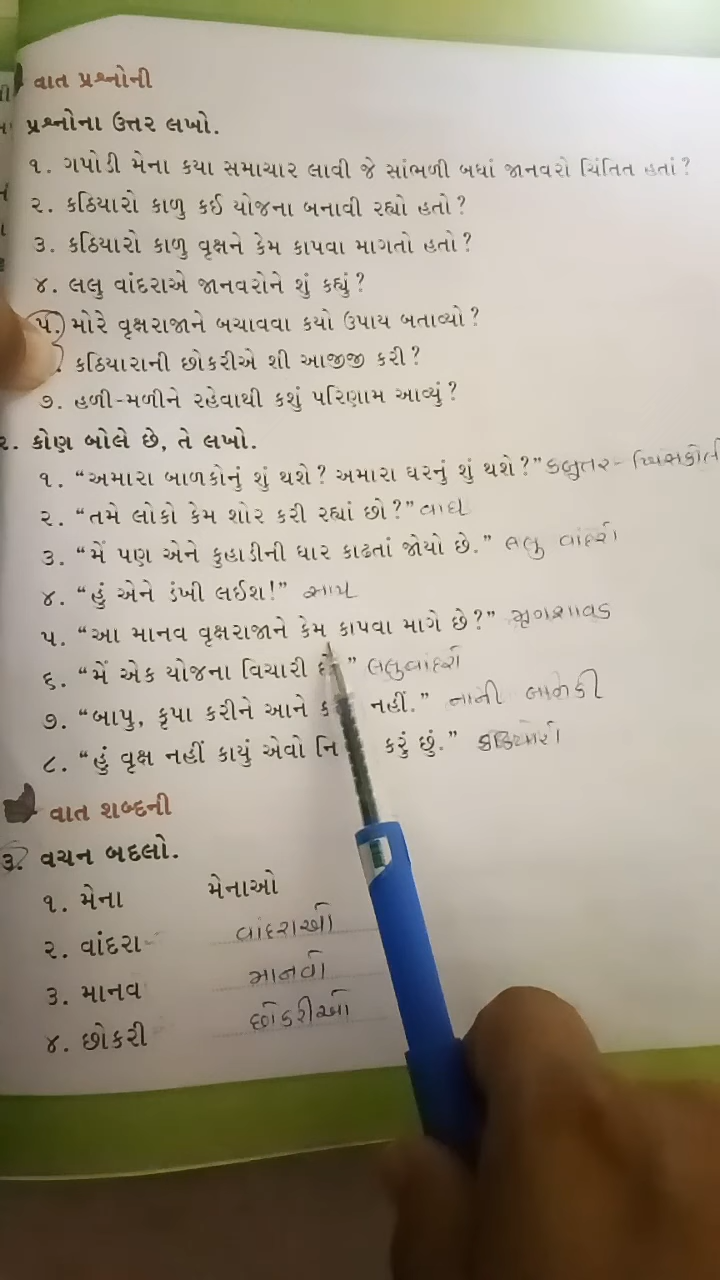 વાત પ્રશ્નોની
પ્રશ્નોના ઉત્તર લખો.
૧. ગપોડી મેના કયા સમાચાર લાવી જે સાંભળી બધાં જાનવરો ચિંતિત હતાં?
૨. કઠિયારો કાળુ કઈ યોજના બનાવી રહ્યો હતો?
૩. કઠિયારો કાળુ વૃક્ષને કેમ કાપવા માગતો હતો?
૪. લલુ વાંદરાએ જાનવરોને શું કહ્યું?
૫. મોરે વૃક્ષરાજાને બચાવવા કયો ઉપાય બતાવ્યો?
કઠિયારાની છોકરીએ શી આજીજી કરી?
૭. હળી-મળીને રહેવાથી કશું પરિણામ આવ્યું?
૨. કોણ બોલે છે, તે લખો.
૧. “અમારા બાળકોનું શું થશે? અમારા ઘરનું શું થશે?” કબુતર - ખિસકોલી
૨. “તમે લોકો કેમ શોર કરી રહ્યાં છો?” વાઘ
૩. “મેં પણ એને કુહાડીની ધાર કાઢતાં જોયો છે.” લલુ વાંદરો
૪. “હું એને ડંખી લઈશ!” સાપ
૫. “આ માનવ વૃક્ષરાજાને કેમ કાપવા માગે છે?” મૃગશાવક
૬. “મેં એક યોજના વિચારી છે” લલુવાંદરો
૭. “બાપુ, કૃપા કરીને આને નહીં.” નાની બાળકી
૮. “હું વૃક્ષ નહીં કાયું એવો કરું છું.” કઠિયારો
વાત શબ્દની
૩. વચન બદલો.
૧. મેના મેનાઓ
૨. વાંદરા વાંદરાઓ
૩. માનવ માનવો
૪. છોકરી છોકરીઓ